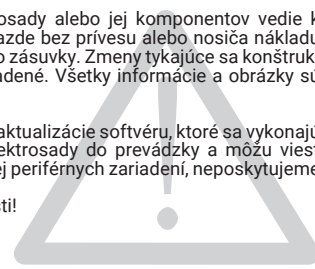 osady alebo jej komponentov vedie k
azde bez prívesu alebo nosiča nákladu
o zásuvky. Zmeny týkajúce sa konštruk
adené. Všetky informácie a obrázky sú
aktualizácie softvéru, ktoré sa vykonajú
ektrosady do prevádzky a môžu viest
ej periférnych zariadení, neposkytujeme
ti!